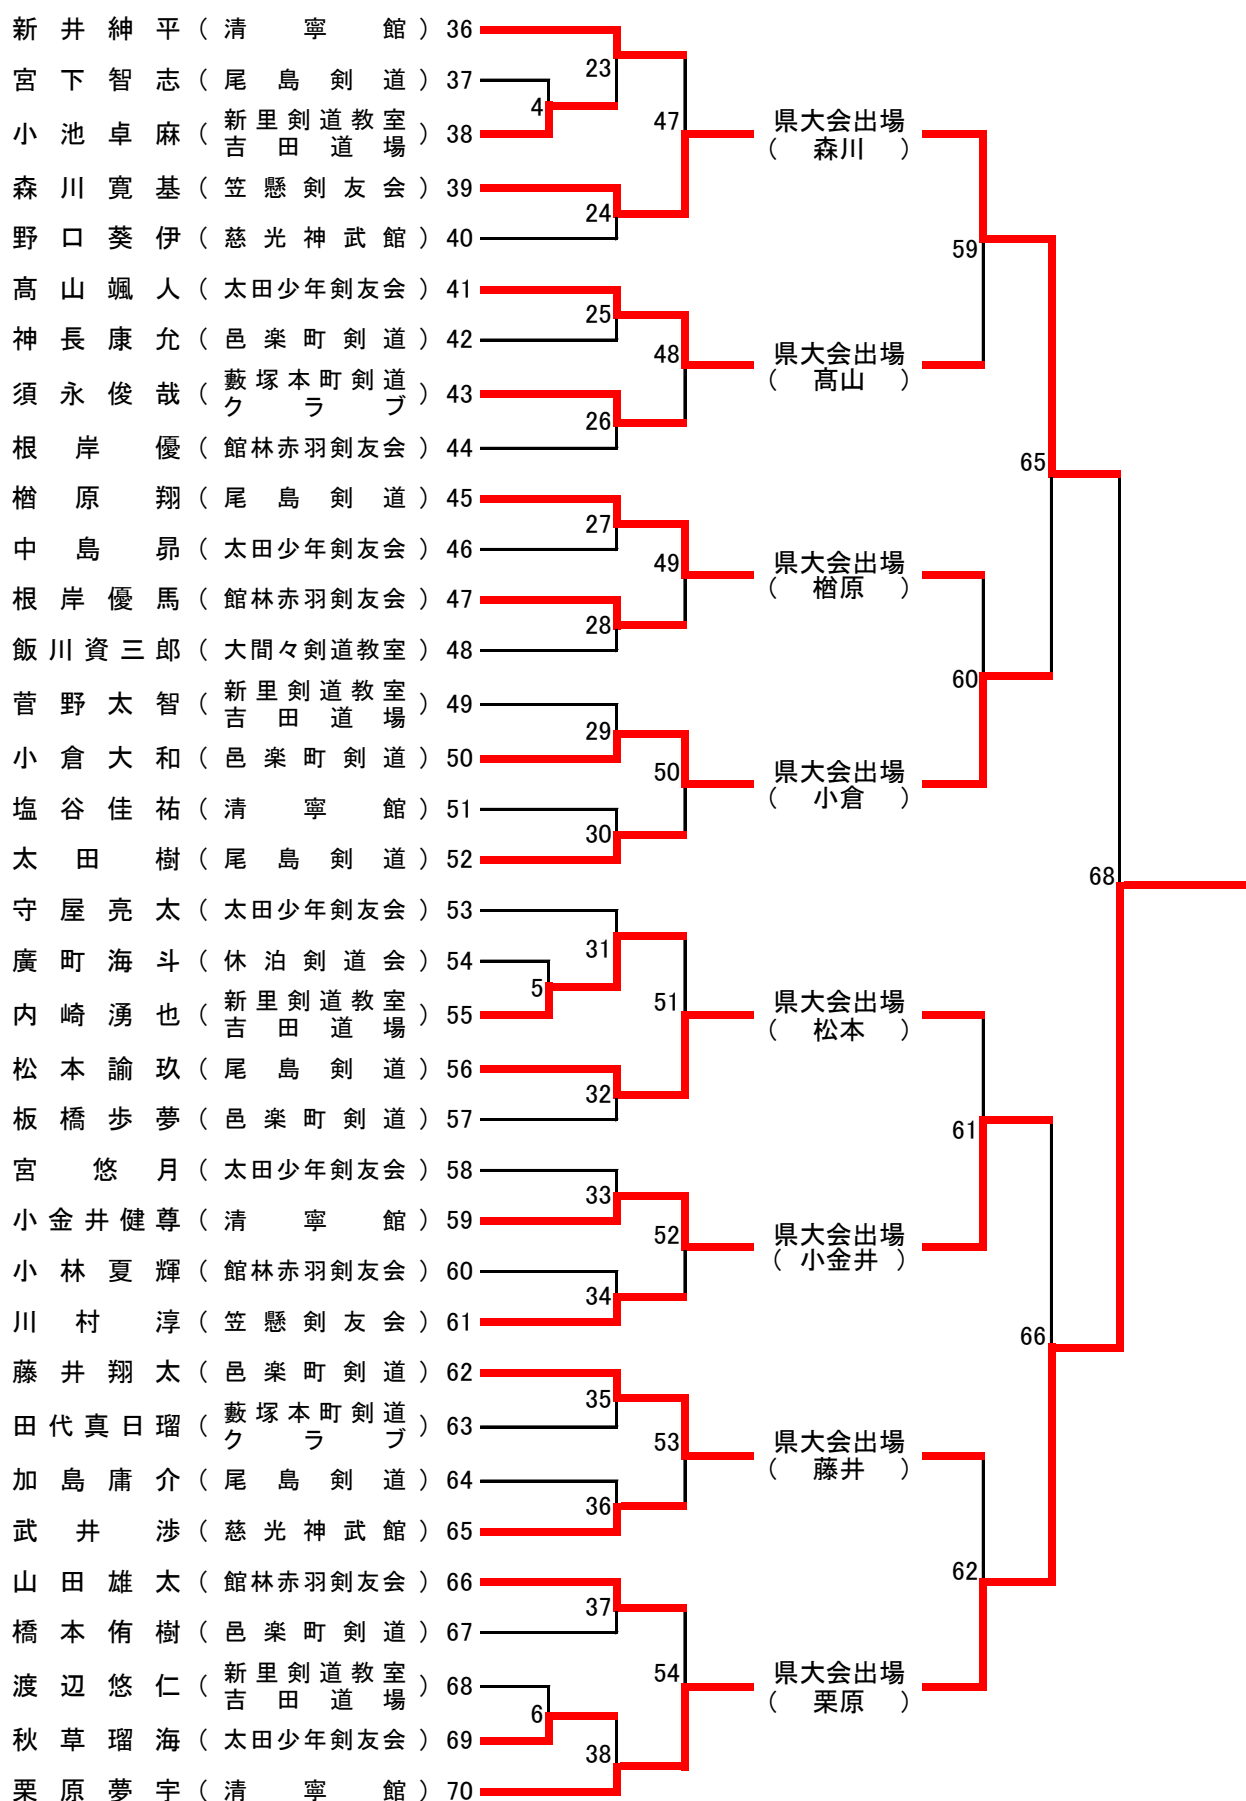 新井紳平（清寧館）36
宮下智志（尾島剣道）37
小池卓麻（新里剣道教室吉田道場）38
森川寛基（笠懸剣友会）39
野口葵伊（慈光神武館）40
髙山颯人（太田少年剣友会）41
神長康允（邑楽町剣道）42
須永俊哉（藪塚本町剣道クラブ）43
根岸優（館林赤羽剣友会）44
楢原翔（尾島剣道）45
中島昴（太田少年剣友会）46
根岸優馬（館林赤羽剣友会）47
飯川資三郎（大間々剣道教室）48
菅野太智（新里剣道教室吉田道場）49
小倉大和（邑楽町剣道）50
塩谷佳祐（清寧館）51
太田樹（尾島剣道）52
守屋亮太（太田少年剣友会）53
廣町海斗（休泊剣道会）54
内崎湧也（新里剣道教室吉田道場）55
松本諭玖（尾島剣道）56
板橋歩夢（邑楽町剣道）57
宮悠月（太田少年剣友会）58
小金井健尊（清寧館）59
小林夏輝（館林赤羽剣友会）60
川村淳（笠懸剣友会）61
藤井翔太（邑楽町剣道）62
田代真日瑠（藪塚本町剣道クラブ）63
加島庸介（尾島剣道）64
武井渉（慈光神武館）65
山田雄太（館林赤羽剣友会）66
橋本侑樹（邑楽町剣道）67
渡辺悠仁（新里剣道教室吉田道場）68
秋草瑠海（太田少年剣友会）69
栗原夢宇（清寧館）70
4
5
6
23
24
25
26
27
28
29
30
31
32
33
34
35
36
37
38
47
48
49
50
51
52
53
54
県大会出場
（森川）
県大会出場
（髙山）
県大会出場
（楢原）
県大会出場
（小倉）
県大会出場
（松本）
県大会出場
（小金井）
県大会出場
（藤井）
県大会出場
（栗原）
59
60
61
62
65
66
68